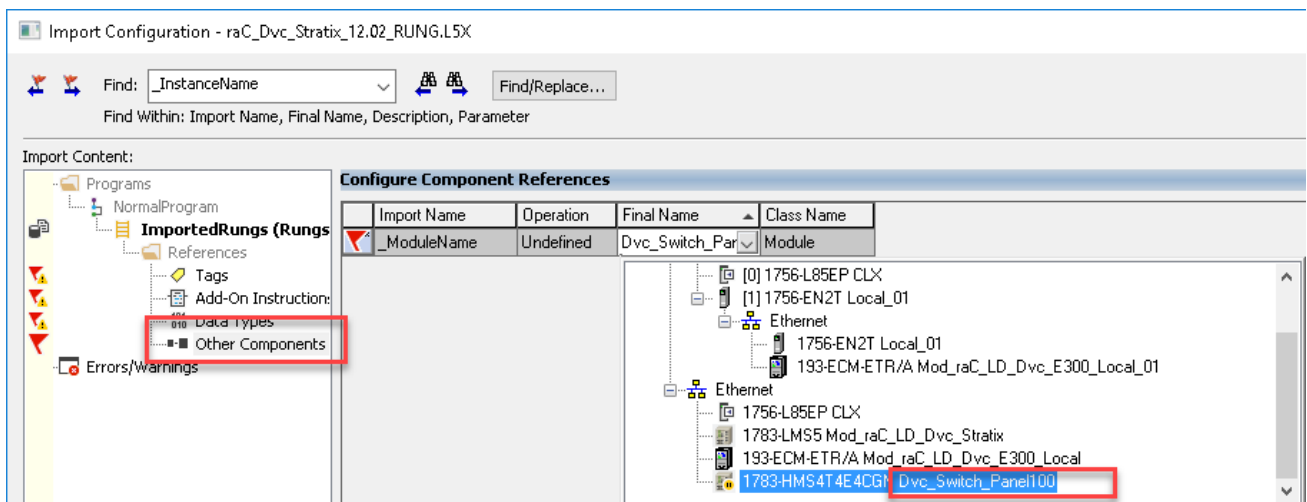 Import Configuration - raC_Dvc_Stratix_12.02_RUNG.L5X
Find: _InstanceName Find/Replace...
Find Within: Import Name, Final Name, Description, Parameter
Import Content:
Programs
NormalProgram
ImportedRungs (Rungs
References
Tags
Add-On Instruction:
Data Types
Other Components
Errors/Warnings
Configure Component References
Import Name Operation Final Name Class Name
_ModuleName Undefined Dvc_Switch_Par Module
[0] 1756-L85EP CLX
[1] 1756-EN2T Local_01
Ethernet
1756-EN2T Local_01
193-ECM-ETR/A Mod_raC_LD_Dvc_E300_Local_01
Ethernet
1756-L85EP CLX
1783-LMS5 Mod_raC_LD_Dvc_Stratix
193-ECM-ETR/A Mod_raC_LD_Dvc_E300_Local
1783-HMS4T4E4CGN Dvc_Switch_Panel100